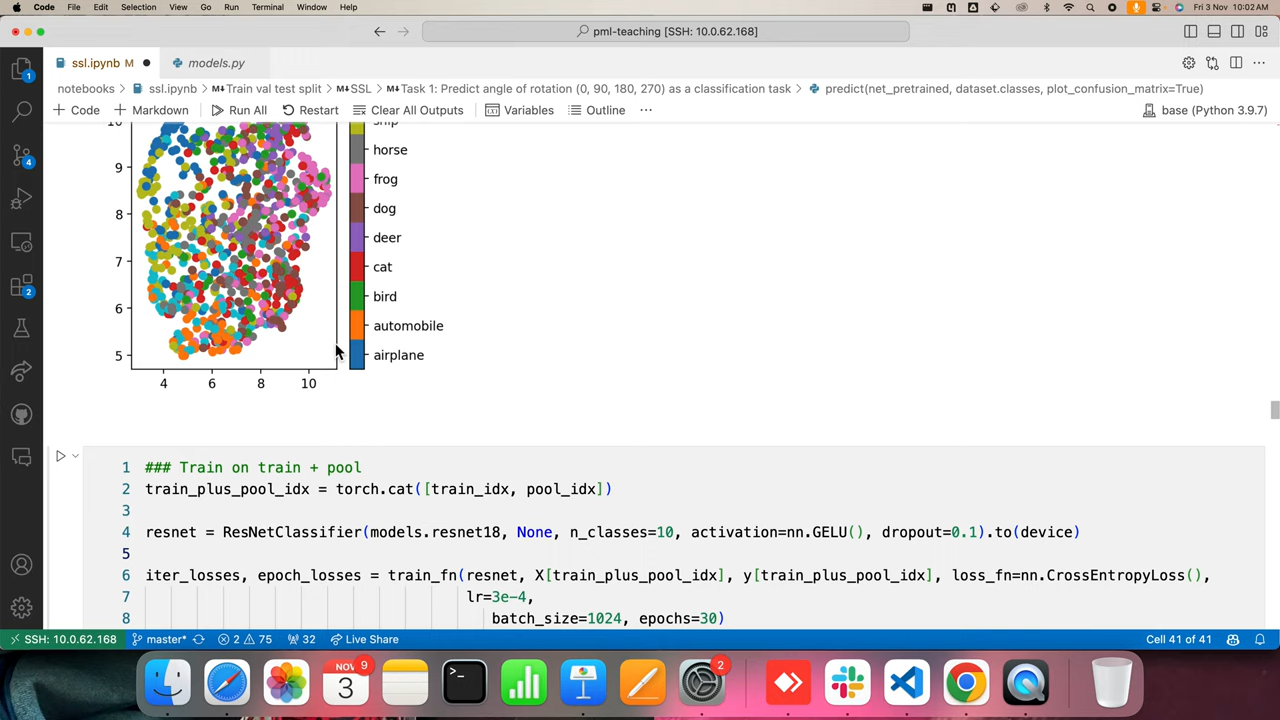 Code File Edit Selection View Go Run Terminal Window Help Fri 3 Nov 10:02 AM
pml-teaching [SSH: 10.0.62.168]
ssl.ipynb M models.py
notebooks > ssl.ipynb > Train val test split > SSL > Task 1: Predict angle of rotation (0, 90, 180, 270) as a classification task > predict(net_pretrained, dataset.classes, plot_confusion_matrix=True)
+ Code + Markdown Run All Restart Clear All Outputs Variables Outline ... base (Python 3.9.7)
10 ship
9 horse
frog
8 dog
deer
7 cat
6 bird
automobile
5 airplane
4 6 8 10
1 ### Train on train + pool
2 train_plus_pool_idx = torch.cat([train_idx, pool_idx])
3
4 resnet = ResNetClassifier(models.resnet18, None, n_classes=10, activation=nn.GELU(), dropout=0.1).to(device)
5
6 iter_losses, epoch_losses = train_fn(resnet, X[train_plus_pool_idx], y[train_plus_pool_idx], loss_fn=nn.CrossEntropyLoss(),
7 lr=3e-4,
8 batch_size=1024, epochs=30)
1
4
2
SSH: 10.0.62.168 master* 2 75 32 Live Share Cell 41 of 41
NOV 9
3
2